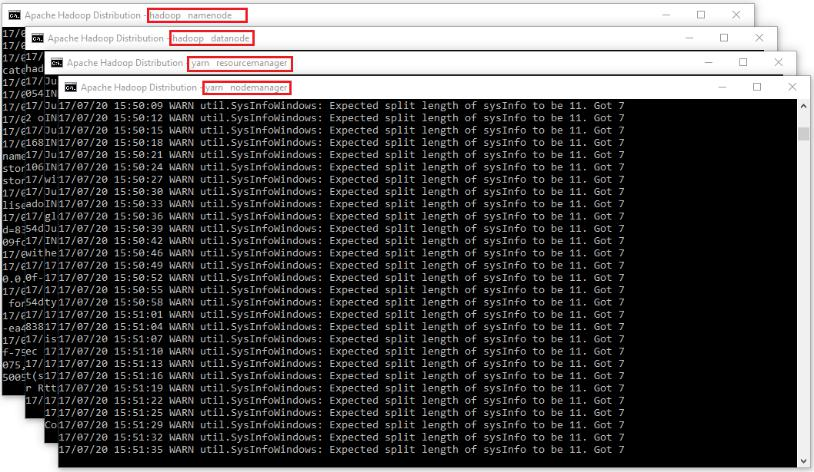 Apache Hadoop Distribution - hadoop namenode
Apache Hadoop Distribution - hadoop datanode
Apache Hadoop Distribution - yarn resourcemanager
Apache Hadoop Distribution - yarn nodemanager
17/07/20 15:50:09 WARN util.SysInfoWindows: Expected split length of sysInfo to be 11. Got 7
17/07/20 15:50:12 WARN util.SysInfoWindows: Expected split length of sysInfo to be 11. Got 7
17/07/20 15:50:15 WARN util.SysInfoWindows: Expected split length of sysInfo to be 11. Got 7
17/07/20 15:50:18 WARN util.SysInfoWindows: Expected split length of sysInfo to be 11. Got 7
17/07/20 15:50:21 WARN util.SysInfoWindows: Expected split length of sysInfo to be 11. Got 7
17/07/20 15:50:24 WARN util.SysInfoWindows: Expected split length of sysInfo to be 11. Got 7
17/07/20 15:50:27 WARN util.SysInfoWindows: Expected split length of sysInfo to be 11. Got 7
17/07/20 15:50:30 WARN util.SysInfoWindows: Expected split length of sysInfo to be 11. Got 7
17/07/20 15:50:33 WARN util.SysInfoWindows: Expected split length of sysInfo to be 11. Got 7
17/07/20 15:50:36 WARN util.SysInfoWindows: Expected split length of sysInfo to be 11. Got 7
17/07/20 15:50:39 WARN util.SysInfoWindows: Expected split length of sysInfo to be 11. Got 7
17/07/20 15:50:42 WARN util.SysInfoWindows: Expected split length of sysInfo to be 11. Got 7
17/07/20 15:50:46 WARN util.SysInfoWindows: Expected split length of sysInfo to be 11. Got 7
17/07/20 15:50:49 WARN util.SysInfoWindows: Expected split length of sysInfo to be 11. Got 7
17/07/20 15:50:52 WARN util.SysInfoWindows: Expected split length of sysInfo to be 11. Got 7
17/07/20 15:50:55 WARN util.SysInfoWindows: Expected split length of sysInfo to be 11. Got 7
17/07/20 15:50:58 WARN util.SysInfoWindows: Expected split length of sysInfo to be 11. Got 7
17/07/20 15:51:01 WARN util.SysInfoWindows: Expected split length of sysInfo to be 11. Got 7
17/07/20 15:51:04 WARN util.SysInfoWindows: Expected split length of sysInfo to be 11. Got 7
17/07/20 15:51:07 WARN util.SysInfoWindows: Expected split length of sysInfo to be 11. Got 7
17/07/20 15:51:10 WARN util.SysInfoWindows: Expected split length of sysInfo to be 11. Got 7
17/07/20 15:51:13 WARN util.SysInfoWindows: Expected split length of sysInfo to be 11. Got 7
17/07/20 15:51:16 WARN util.SysInfoWindows: Expected split length of sysInfo to be 11. Got 7
17/07/20 15:51:19 WARN util.SysInfoWindows: Expected split length of sysInfo to be 11. Got 7
17/07/20 15:51:22 WARN util.SysInfoWindows: Expected split length of sysInfo to be 11. Got 7
17/07/20 15:51:25 WARN util.SysInfoWindows: Expected split length of sysInfo to be 11. Got 7
17/07/20 15:51:29 WARN util.SysInfoWindows: Expected split length of sysInfo to be 11. Got 7
17/07/20 15:51:32 WARN util.SysInfoWindows: Expected split length of sysInfo to be 11. Got 7
17/07/20 15:51:35 WARN util.SysInfoWindows: Expected split length of sysInfo to be 11. Got 7